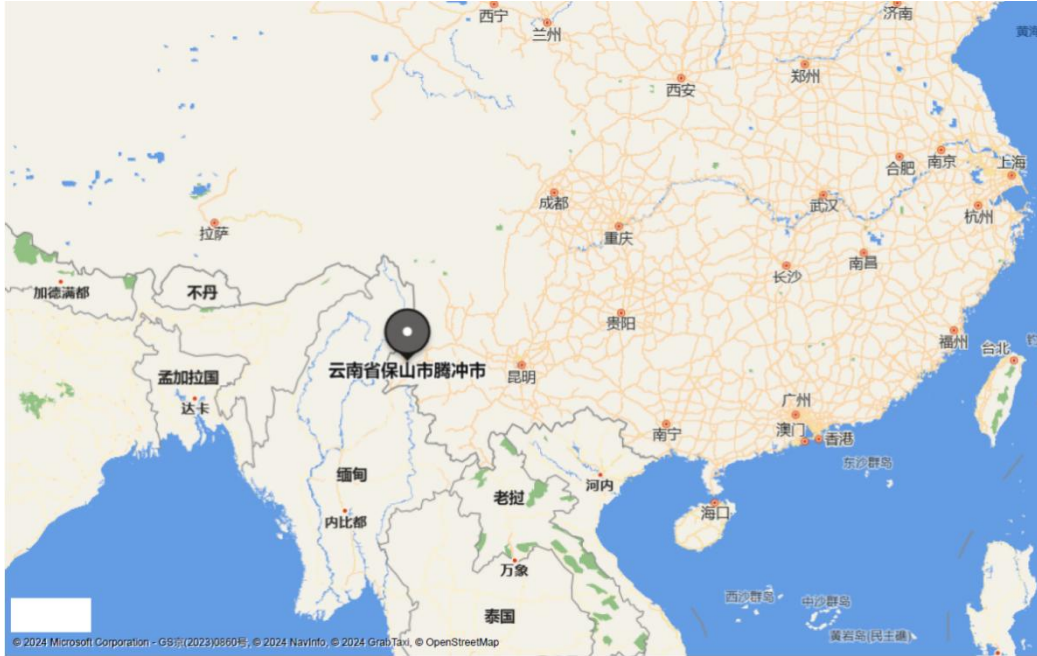 西宁
兰州
济南
黄海
西安
郑州
合肥
南京
上海
成都
武汉
杭州
拉萨
重庆
南昌
长沙
加德满都
不丹
贵阳
福州
台北
云南省保山市腾冲市
昆明
孟加拉国
达卡
广州
南宁
澳门
香港
东沙群岛
缅甸
河内
老挝
内比都
海口
万象
西沙群岛
中沙群岛
泰国
黄岩岛(民主礁)
© 2024 Microsoft Corporation - GS京(2023)0860号, © 2024 NavInfo, © 2024 GrabTaxi, © OpenStreetMap